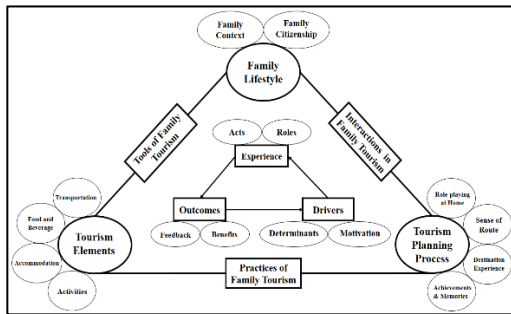 Family
Context
Family
Citizenship
Family
Lifestyle
Tools of Family
Tourism
Interactions in
Family Tourism
Acts
Roles
Experience
Outcomes
Drivers
Feedback
Benefits
Determinants
Motivation
Transportation
Food and
Beverage
Accommodation
Activities
Tourism
Elements
Role playing
at Home
Sense of
Route
Destination
Experience
Achievements
& Memories
Tourism
Planning
Process
Practices of
Family Tourism